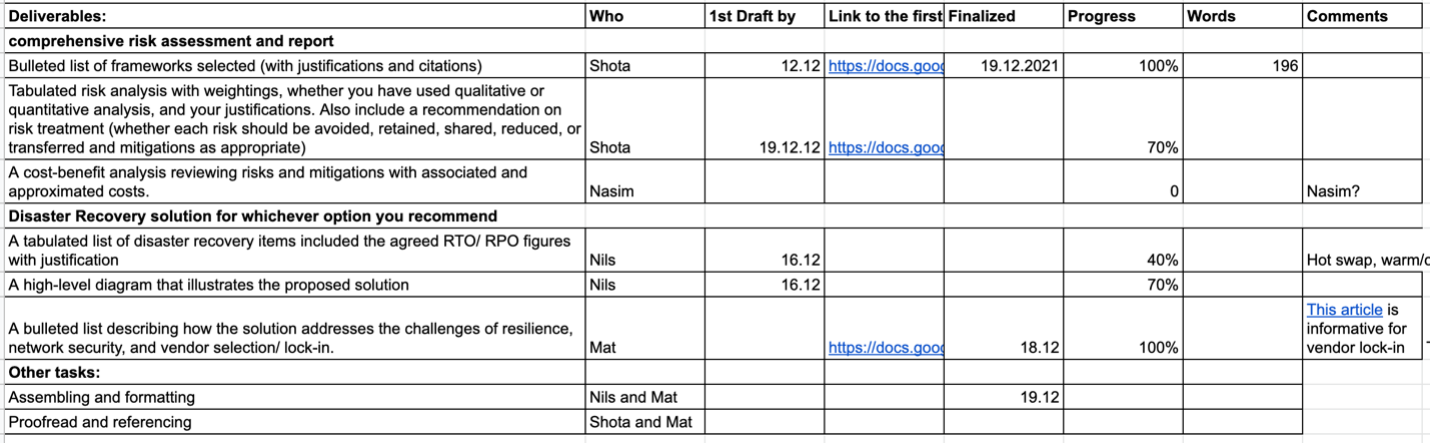 Deliverables: Who 1st Draft by Link to the first Finalized Progress Words Comments
comprehensive risk assessment and report
Bulleted list of frameworks selected (with justifications and citations) Shota 12.12 https://docs.goog 19.12.2021 100% 196
Tabulated risk analysis with weightings, whether you have used qualitative or
quantitative analysis, and your justifications. Also include a recommendation on
risk treatment (whether each risk should be avoided, retained, shared, reduced, or
transferred and mitigations as appropriate) Shota 19.12.12 https://docs.goog 70%
A cost-benefit analysis reviewing risks and mitigations with associated and
approximated costs. Nasim 0 Nasim?
Disaster Recovery solution for whichever option you recommend
A tabulated list of disaster recovery items included the agreed RTO/ RPO figures
with justification Nils 16.12 40% Hot swap, warm/c
A high-level diagram that illustrates the proposed solution Nils 16.12 70%
This article is
A bulleted list describing how the solution addresses the challenges of resilience, informative for
network security, and vendor selection/ lock-in. Mat https://docs.goog 18.12 100% vendor lock-in
Other tasks:
Assembling and formatting Nils and Mat 19.12
Proofread and referencing Shota and Mat